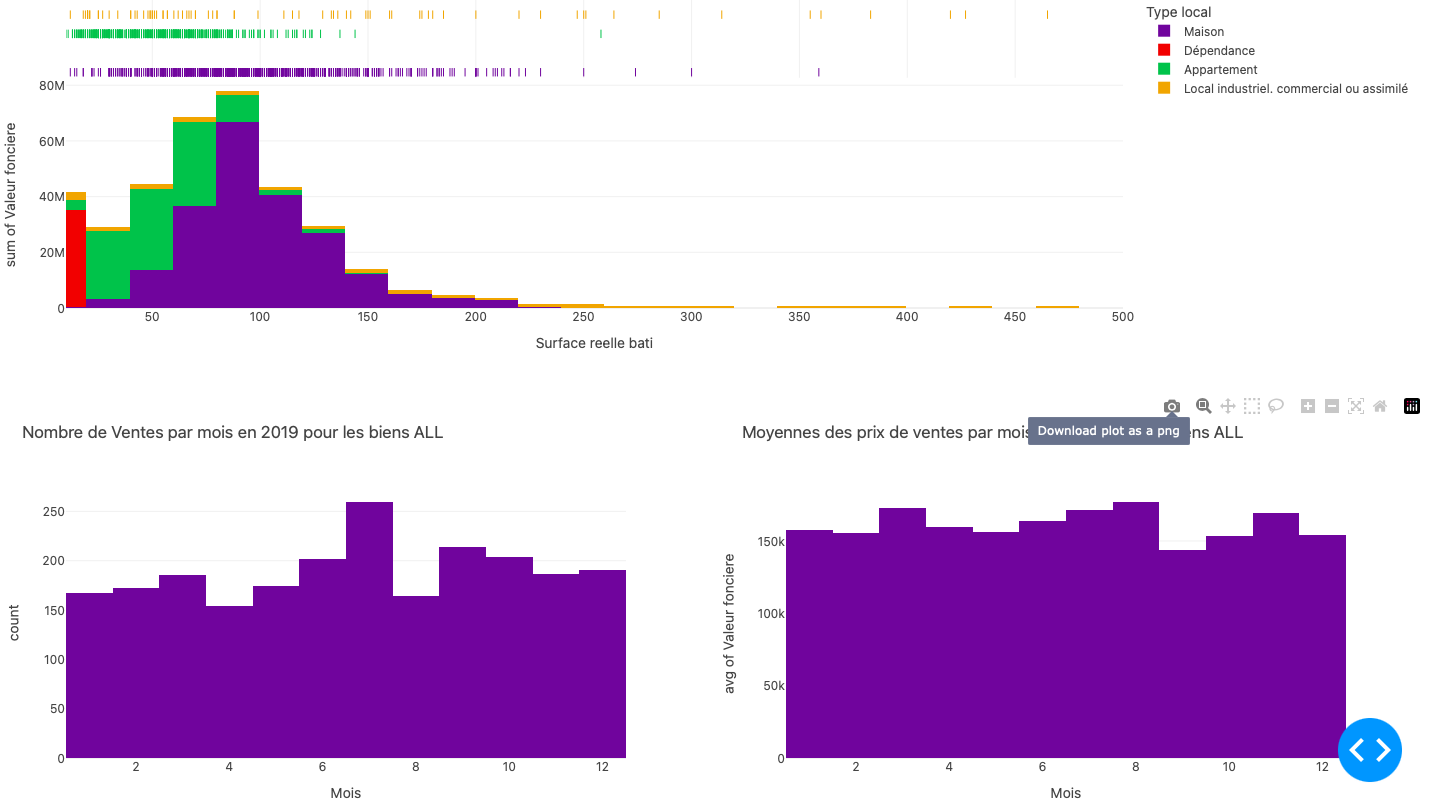 Type local
Maison
Dépendance
Appartement
Local industriel. commercial ou assimilé
sum of Valeur fonciere
80M
60M
40M
20M
0
50 100 150 200 250 300 350 400 450 500
Surface reelle bati
Download plot as a png
Nombre de Ventes par mois en 2019 pour les biens ALL
count
250
200
150
100
50
0
2 4 6 8 10 12
Mois
Moyennes des prix de ventes par mois ens ALL
avg of Valeur fonciere
150k
100k
50k
0
2 4 6 8 10 12
Mois